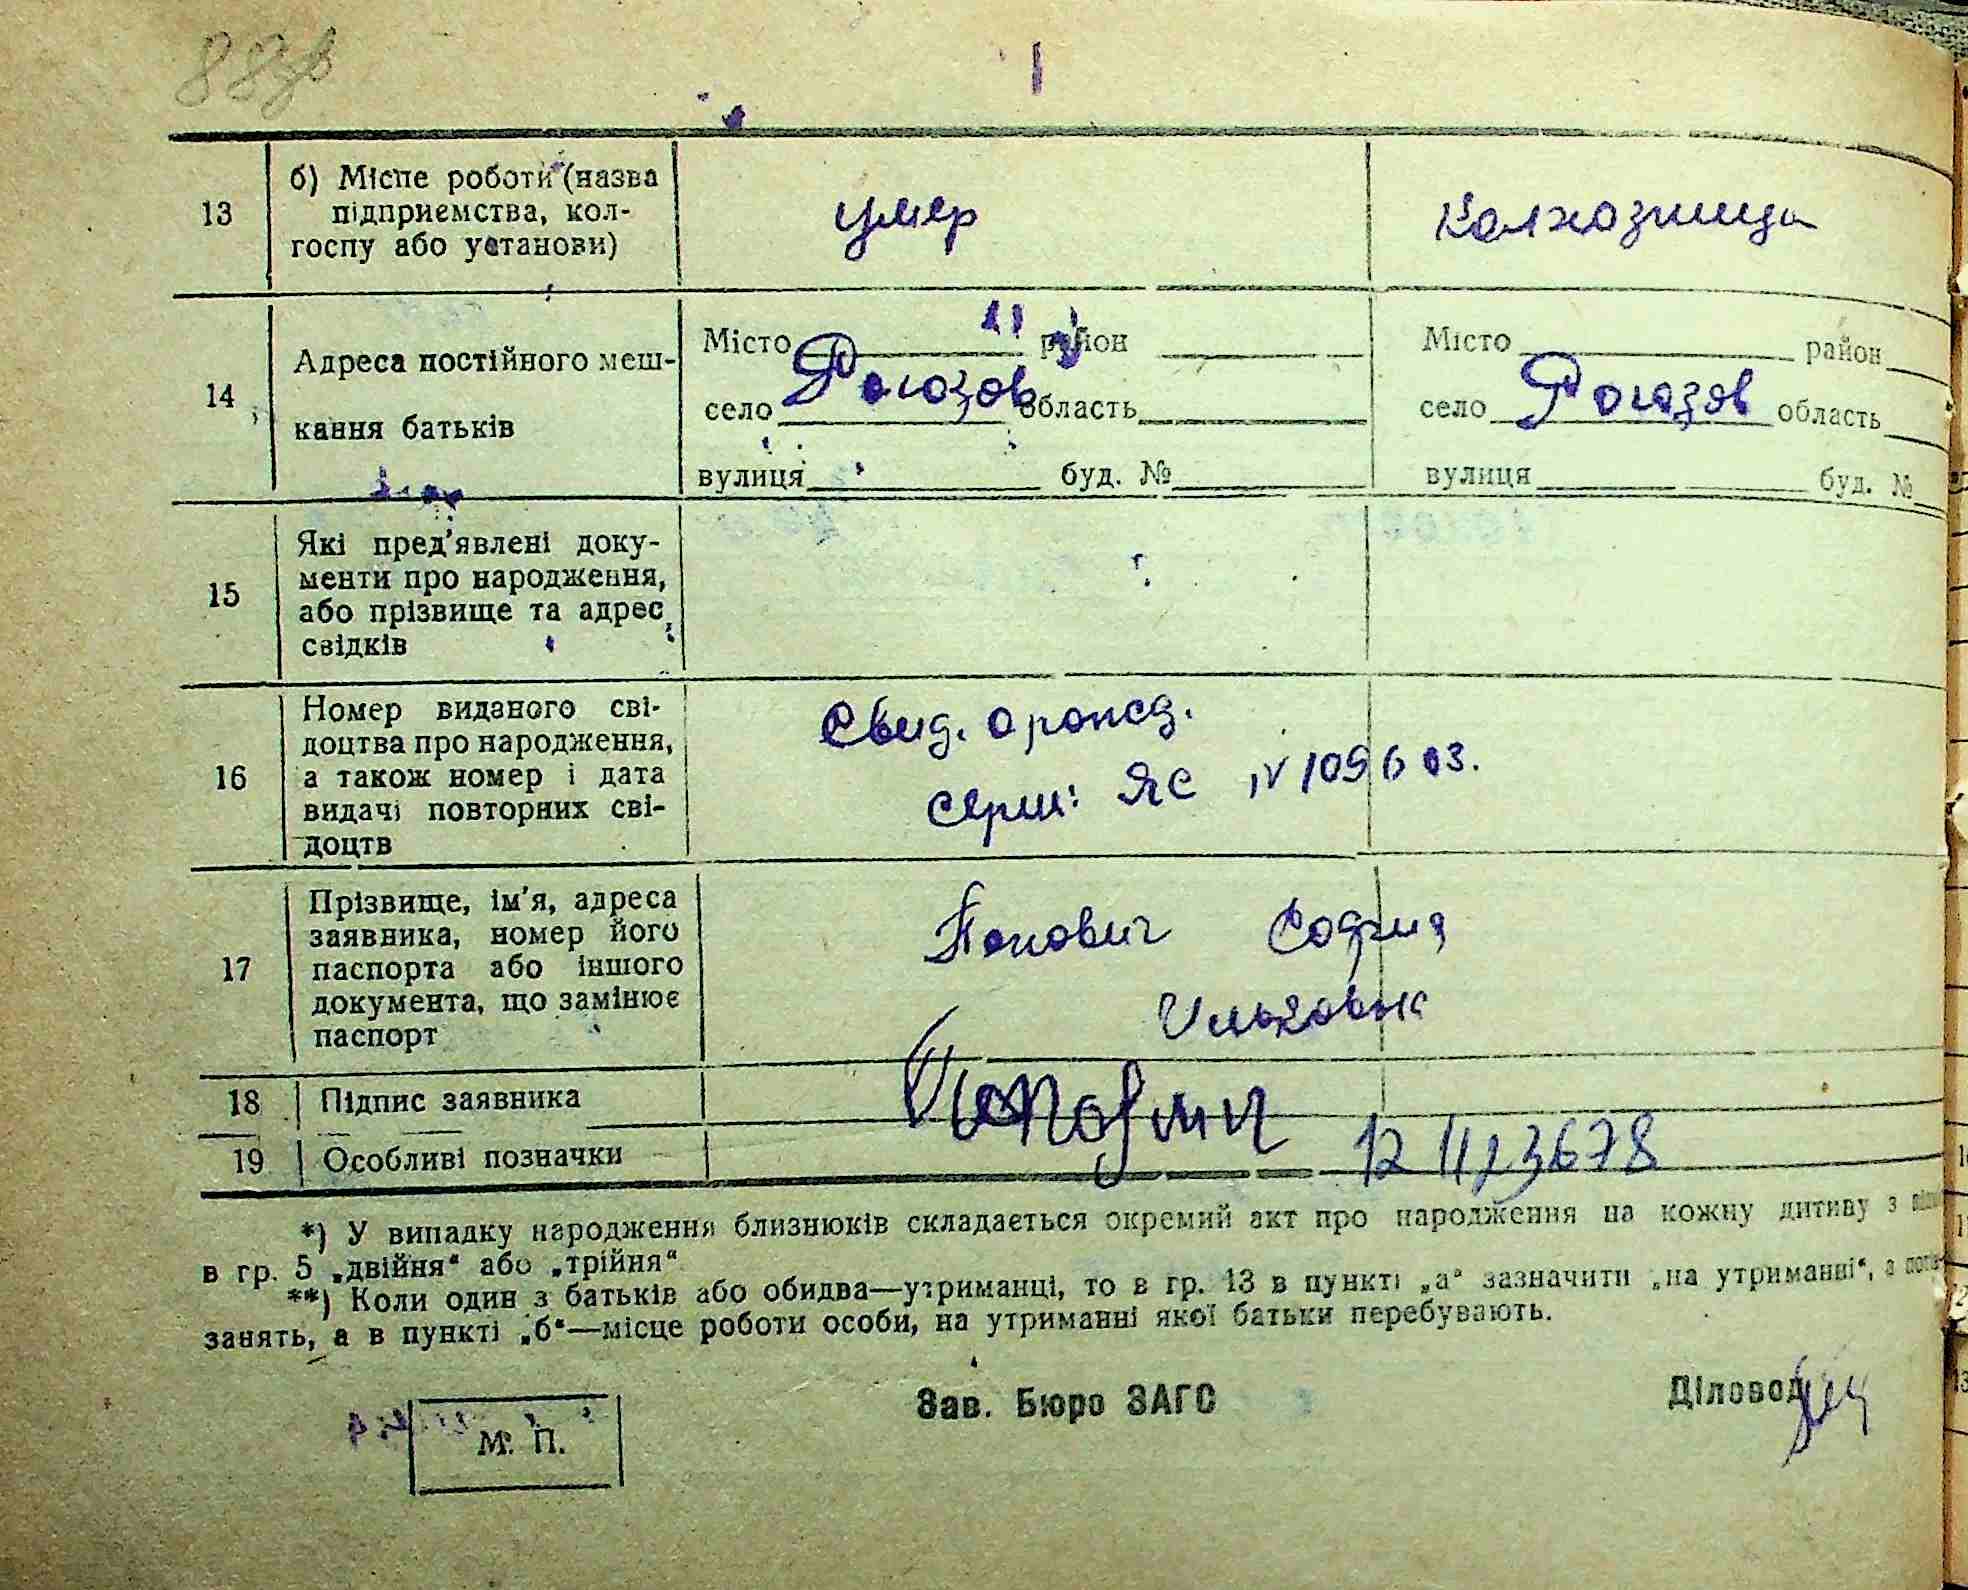 88зв
13
б) Місце роботи (назва
підприємства, кол-
госпу або установи)
умер
колхозница
14
Адреса постійного меш-
кання батьків
Місто район
село Рогозов область
вулиця буд. №
Місто район
село Рогозов область
вулиця буд. №
15
Які пред'явлені доку-
менти про народження,
або прізвище та адрес
свідків
16
Номер виданого сві-
доцтва про народження,
а також номер і дата
видачі повторних сві-
доцтв
Свид. о рожд.
Серии: ЯС N 109603.
17
Прізвище, ім'я, адреса
заявника, номер його
паспорта або іншого
документа, що замінює
паспорт
Попович София
Ильковна
18
Підпис заявника
Попович
19
Особливі позначки
*) У випадку народження близнюків складається окремий акт про народження на кожну дитину з
в гр. 5 „двійня“ або „трійня“
**) Коли один з батьків або обидва—утриманці, то в гр. 13 в пункті „а“ зазначити „на утриманні“, а
занять, а в пункті „б“—місце роботи особи, на утриманні якої батьки перебувають.
М. П.
Зав. Бюро ЗАГС
Діловод